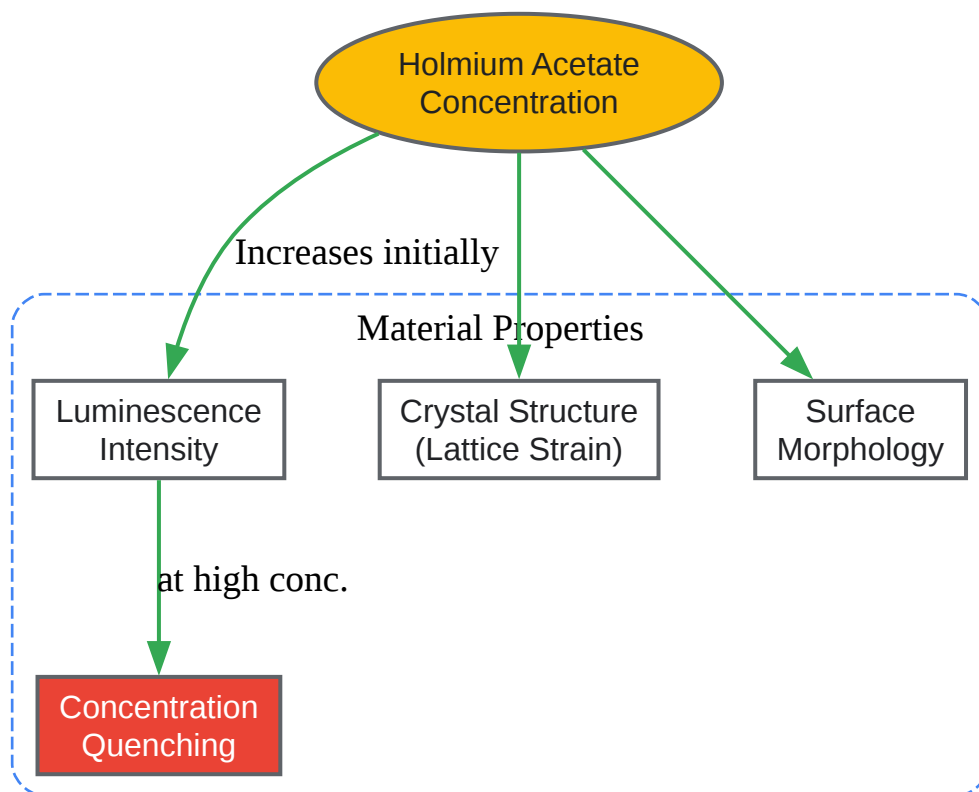 Holmium Acetate
Concentration
Increases initially
Material Properties
Luminescence
Intensity
Crystal Structure
(Lattice Strain)
Surface
Morphology
at high conc.
Concentration
Quenching